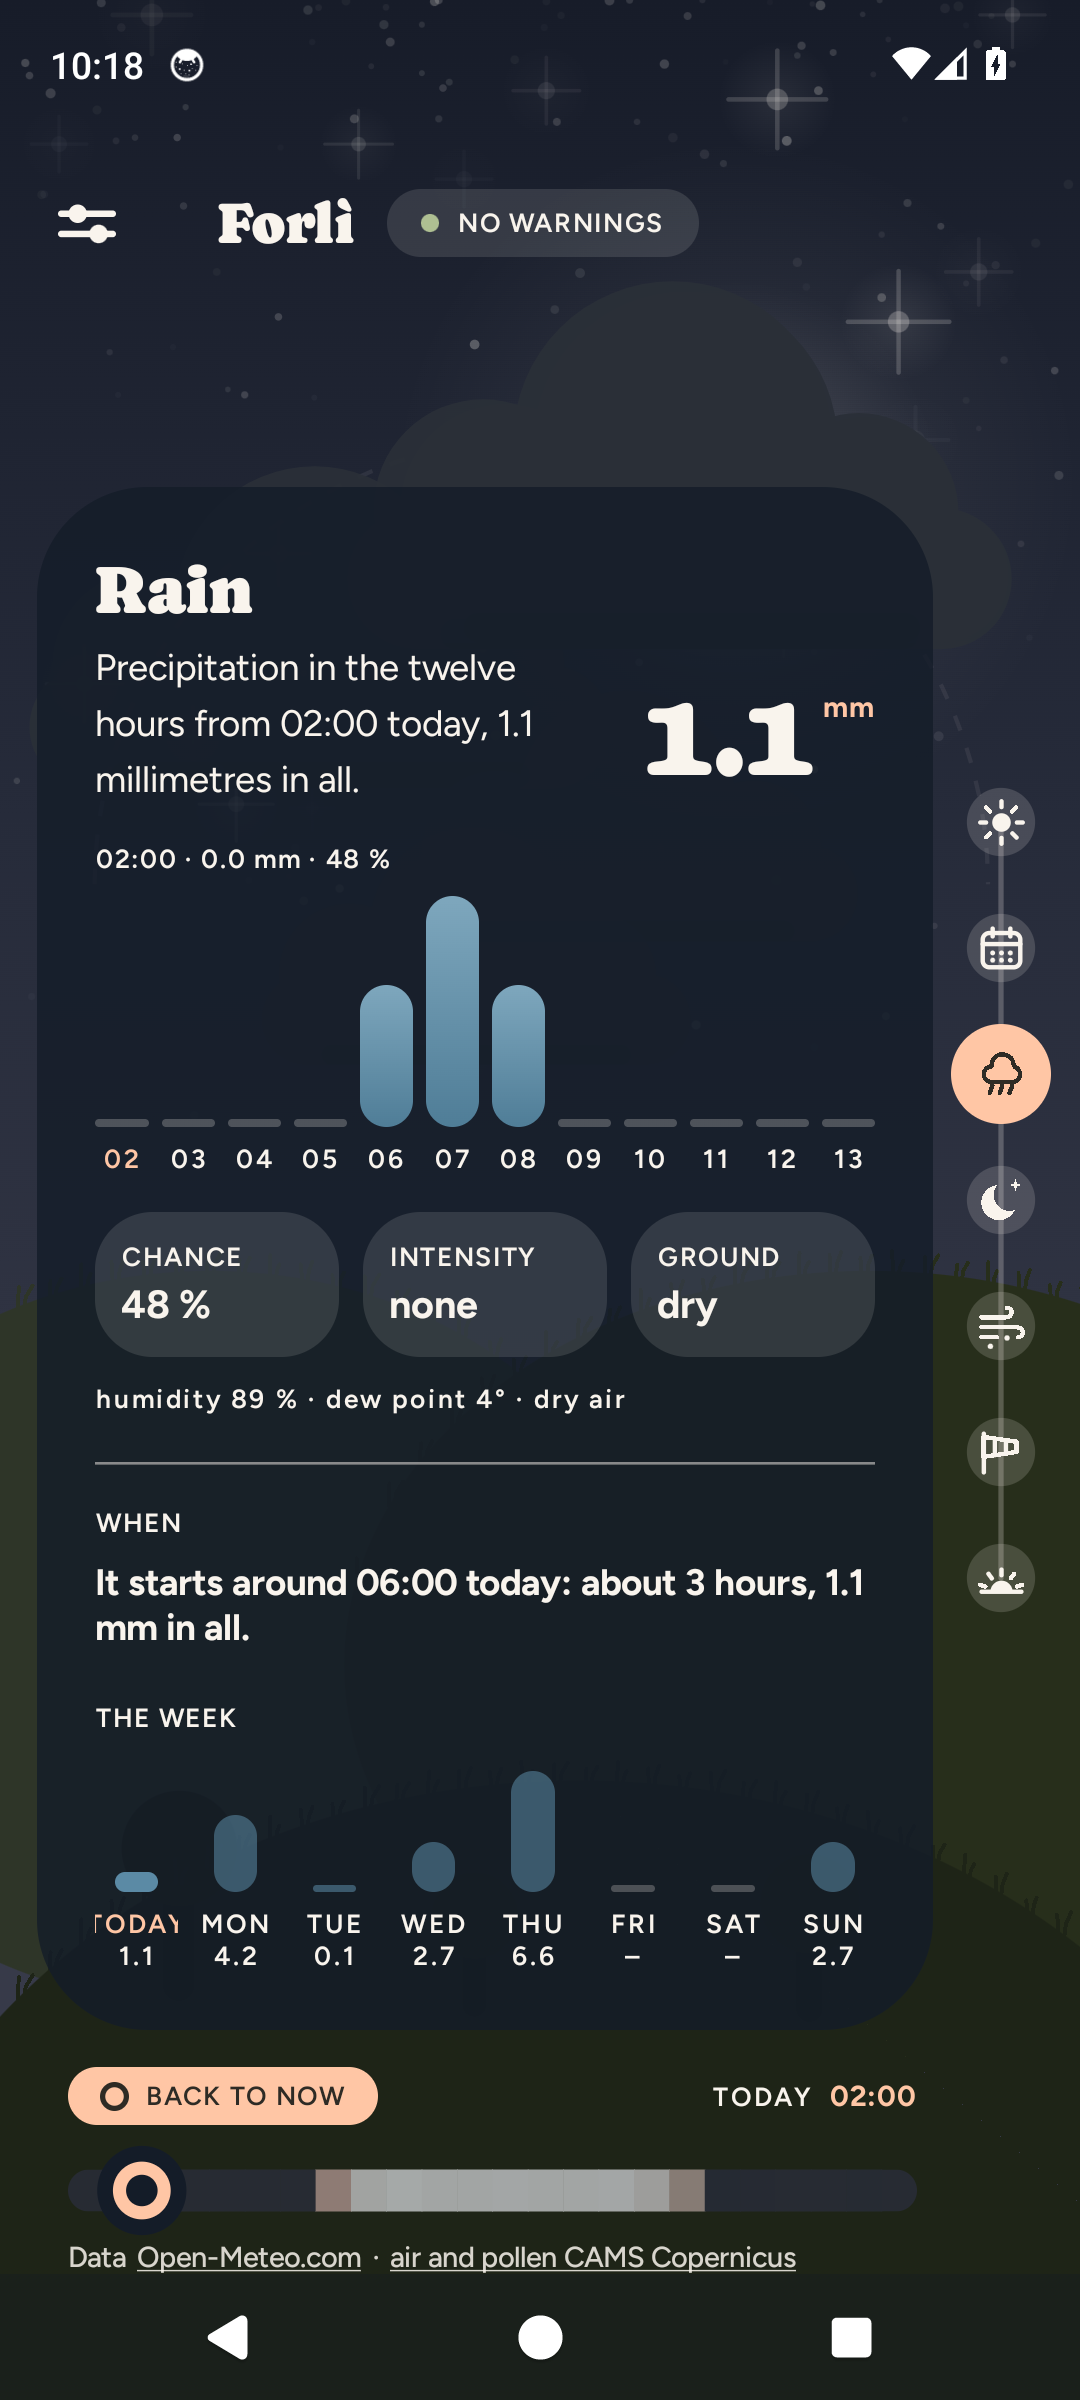 10:18
Forlì
NO WARNINGS
Rain
Precipitation in the twelve
hours from 02:00 today, 1.1
millimetres in all.
1.1 mm
02:00 · 0.0 mm · 48 %
02 03 04 05 06 07 08 09 10 11 12 13
CHANCE
48 %
INTENSITY
none
GROUND
dry
humidity 89 % · dew point 4° · dry air
WHEN
It starts around 06:00 today: about 3 hours, 1.1
mm in all.
THE WEEK
TODAY MON TUE WED THU FRI SAT SUN
1.1 4.2 0.1 2.7 6.6 – – 2.7
BACK TO NOW
TODAY 02:00
Data Open-Meteo.com · air and pollen CAMS Copernicus